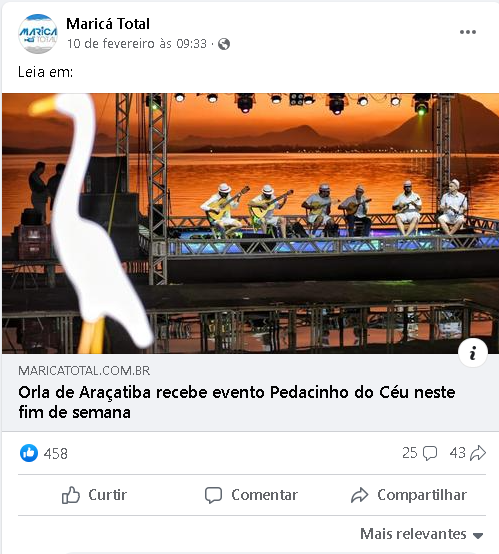 MARICÁ
TOTAL
Maricá Total
10 de fevereiro às 09:33 ·
Leia em:
MARICATOTAL.COM.BR
Orla de Araçatiba recebe evento Pedacinho do Céu neste
fim de semana
458
25
43
Curtir
Comentar
Compartilhar
Mais relevantes